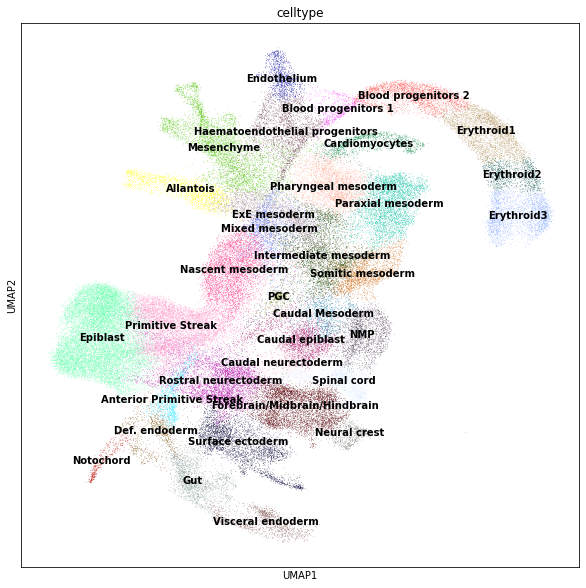 celltype
Endothelium
Blood progenitors 2
Blood progenitors 1
Haematoendothelial progenitors
Erythroid1
Cardiomyocytes
Mesenchyme
Erythroid2
Allantois
Pharyngeal mesoderm
Paraxial mesoderm
ExE mesoderm
Erythroid3
Mixed mesoderm
Intermediate mesoderm
Nascent mesoderm
Somitic mesoderm
PGC
Caudal Mesoderm
Primitive Streak
Epiblast
Caudal epiblast
NMP
Caudal neurectoderm
Rostral neurectoderm
Spinal cord
Anterior Primitive Streak
Forebrain/Midbrain/Hindbrain
Def. endoderm
Neural crest
Surface ectoderm
Notochord
Gut
Visceral endoderm
UMAP2
UMAP1